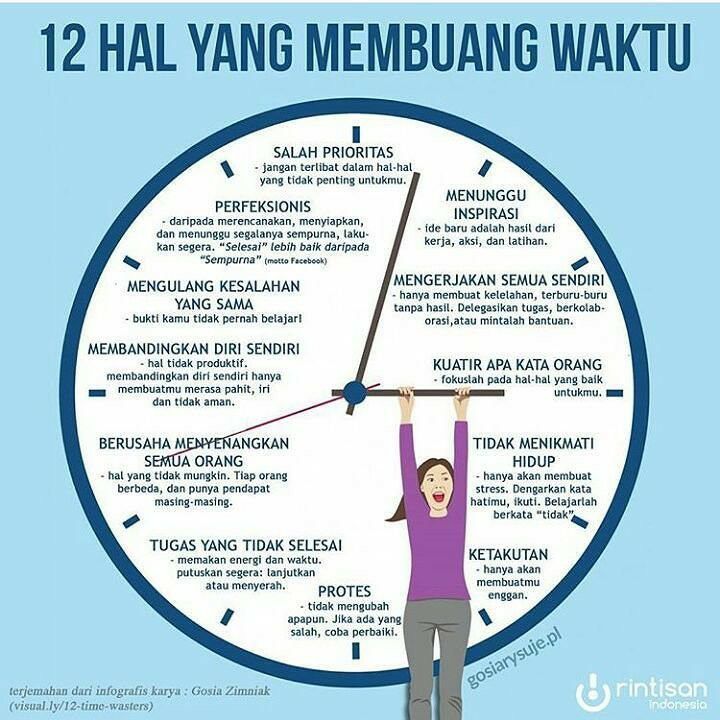 12 HAL YANG MEMBUANG WAKTU
SALAH PRIORITAS
- jangan terlibat dalam hal-hal
yang tidak penting untukmu.
MENUNGGU
INSPIRASI
- ide baru adalah hasil dari
kerja, aksi, dan latihan.
MENGERJAKAN SEMUA SENDIRI
- hanya membuat kelelahan, terburu-buru
tanpa hasil. Delegasikan tugas, berkolab-
orasi,atau mintalah bantuan.
KUATIR APA KATA ORANG
- fokuslah pada hal-hal yang baik
untukmu.
TIDAK MENIKMATI
HIDUP
- hanya akan membuat
stress. Dengarkan kata
hatimu, ikuti. Belajarlah
berkata "tidak"
KETAKUTAN
- hanya akan
membuatmu
enggan.
PROTES
- tidak mengubah
apapun. Jika ada yang
salah, coba perbaiki.
TUGAS YANG TIDAK SELESAI
- memakan energi dan waktu.
putuskan segera: lanjutkan
atau menyerah.
BERUSAHA MENYENANGKAN
SEMUA ORANG
- hal yang tidak mungkin. Tiap orang
berbeda, dan punya pendapat
masing-masing.
MEMBANDINGKAN DIRI SENDIRI
- hal tidak produktif.
membandingkan diri sendiri hanya
membuatmu merasa pahit, iri
dan tidak aman.
MENGULANG KESALAHAN
YANG SAMA
- bukti kamu tidak pernah belajar!
PERFEKSIONIS
- daripada merencanakan, menyiapkan,
dan menunggu segalanya sempurna, laku-
kan segera. "Selesai" lebih baik daripada
"Sempurna" (motto Facebook)
gosiarysuje.pl
terjemahan dari infografis karya : Gosia Zimniak
(visual.ly/12-time-wasters)
rintisan
indonesia